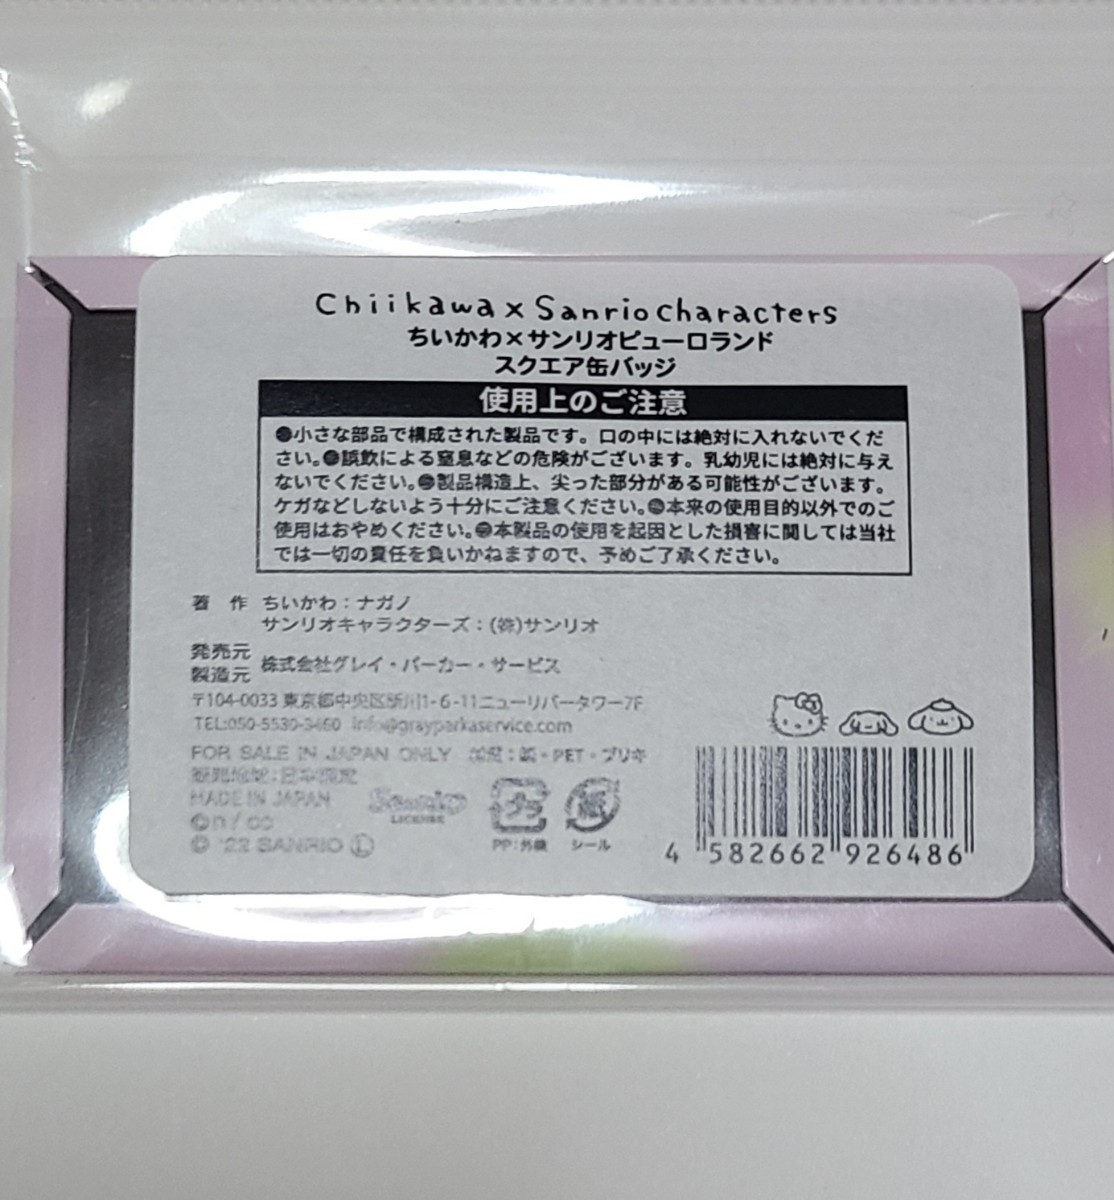 Chiikawa x Sanrio characters
ちいかわ×サンリオピューロランド
スクエア缶バッジ
使用上のご注意
●小さな部品で構成された製品です。口の中には絶対に入れないでくだ
さい。●誤飲による窒息などの危険がございます。乳幼児には絶対に与え
ないでください。●製品構造上、尖った部分がある可能性がございます。
ケガなどしないよう十分にご注意ください。●本来の使用目的以外でのご
使用はおやめください。●本製品の使用を起因とした損害に関しては当社
では一切の責任を負いかねますので、予めご了承ください。
著 作 ちいかわ：ナガノ
サンリオキャラクターズ：(株)サンリオ
発売元
製造元 株式会社グレイ・パーカー・サービス
〒104-0033 東京都中央区新川1-6-11ニューリバータワー7F
TEL:050-5530-3460 info@grayparkaservice.com
FOR SALE IN JAPAN ONLY 材質：紙・PET・ブリキ
販売地域：日本限定
MADE IN JAPAN
©n / co
© '22 SANRIO Ⓛ
Sanrio
LICENSE
プラ
PP:外袋
紙
シール
4 582662 926486